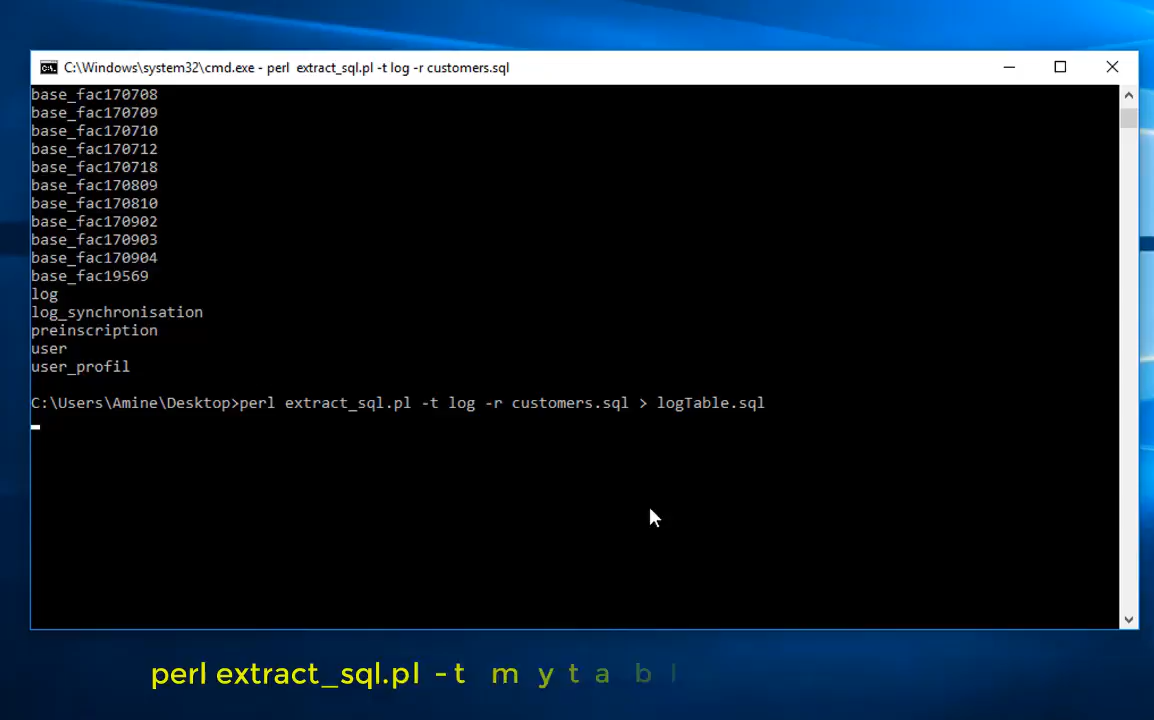 C:\Windows\system32\cmd.exe - perl  extract_sql.pl -t log -r customers.sql
base_fac170708
base_fac170709
base_fac170710
base_fac170712
base_fac170718
base_fac170809
base_fac170810
base_fac170902
base_fac170903
base_fac170904
base_fac19569
log
log_synchronisation
preinscription
user
user_profil
C:\Users\Amine\Desktop>perl extract_sql.pl -t log -r customers.sql > logTable.sql
perl extract_sql.pl -t m y t a b l